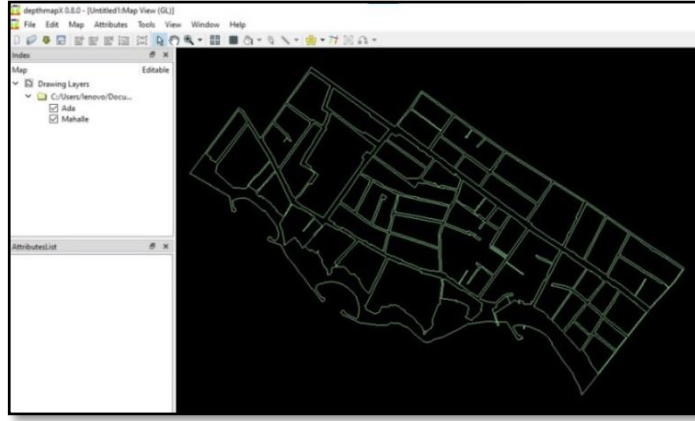 depthmapX 0.8.0 - [Untitled1:Map View (GL)]
File Edit Map Attributes Tools View Window Help
Index
Map Editable
Drawing Layers
C:/Users/lenovo/Docu...
Ada
Mahalle
AttributesList